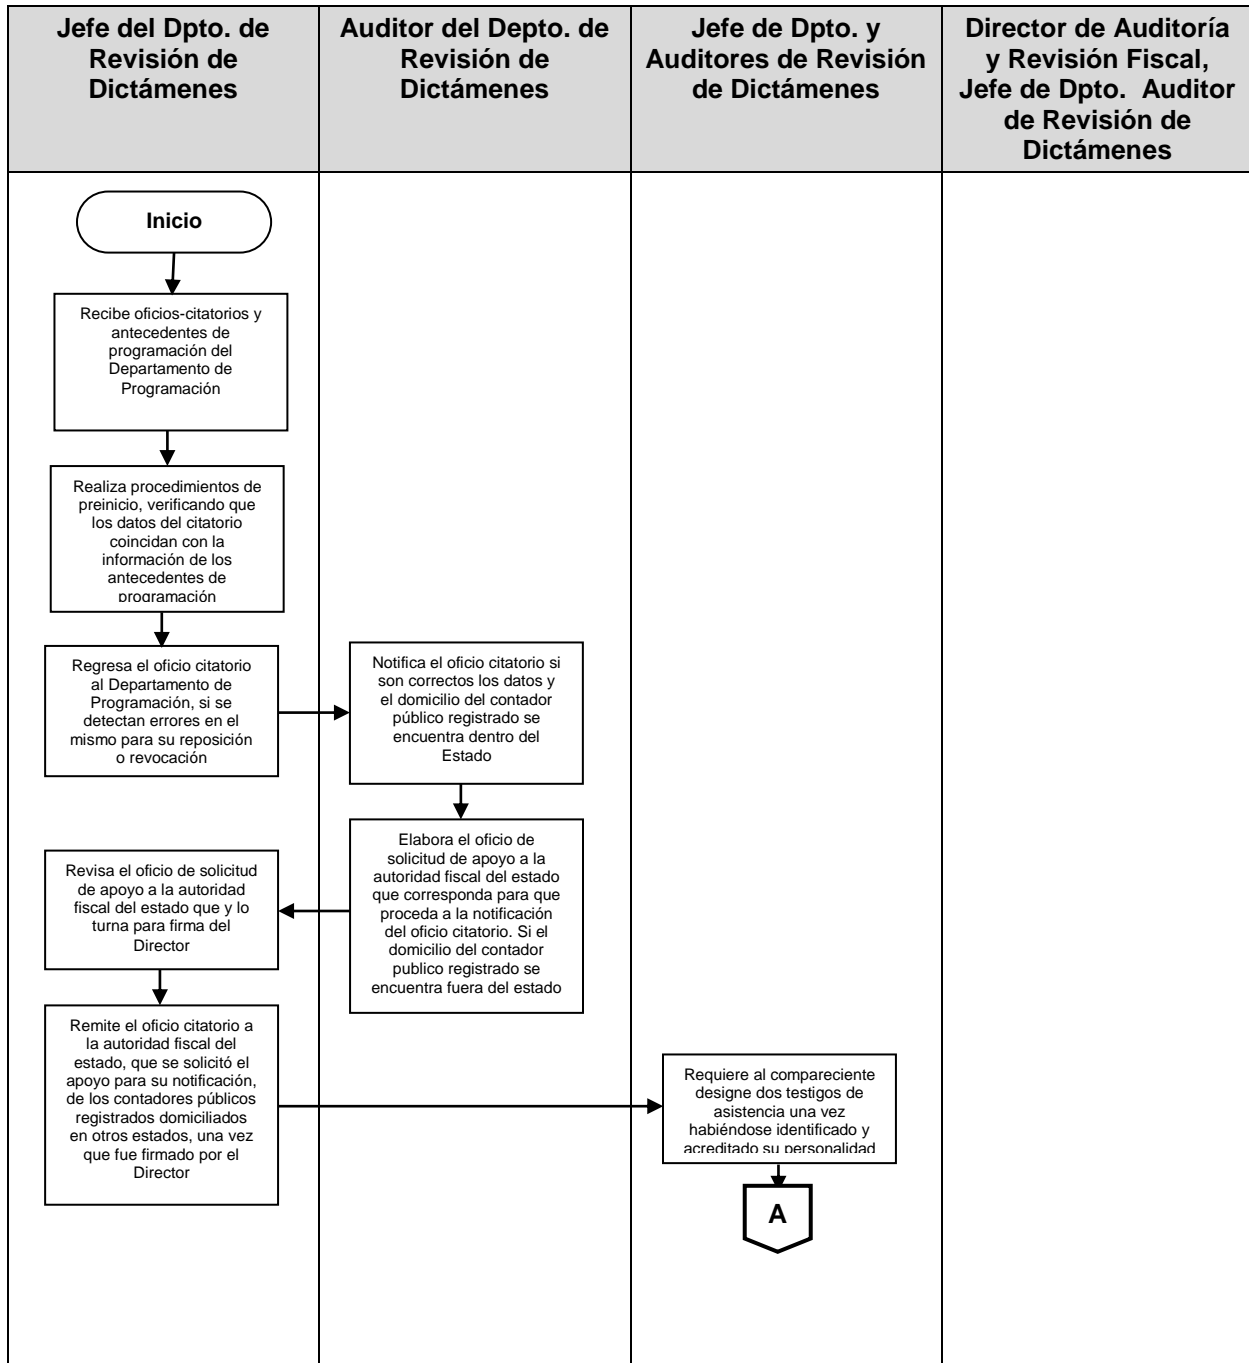 Jefe del Dpto. de
Revisión de
Dictámenes
Auditor del Depto. de
Revisión de
Dictámenes
Jefe de Dpto. y
Auditores de Revisión
de Dictámenes
Director de Auditoría
y Revisión Fiscal,
Jefe de Dpto. Auditor
de Revisión de
Dictámenes
Inicio
Recibe oficios-citatorios y
antecedentes de
programación del
Departamento de
Programación
Realiza procedimientos de
preinicio, verificando que
los datos del citatorio
coincidan con la
información de los
antecedentes de
programación
Regresa el oficio citatorio
al Departamento de
Programación, si se
detectan errores en el
mismo para su reposición
o revocación
Notifica el oficio citatorio si
son correctos los datos y
el domicilio del contador
público registrado se
encuentra dentro del
Estado
Elabora el oficio de
solicitud de apoyo a la
autoridad fiscal del estado
que corresponda para que
proceda a la notificación
del oficio citatorio. Si el
domicilio del contador
publico registrado se
encuentra fuera del estado
Revisa el oficio de solicitud
de apoyo a la autoridad
fiscal del estado que y lo
turna para firma del
Director
Remite el oficio citatorio a
la autoridad fiscal del
estado, que se solicitó el
apoyo para su notificación,
de los contadores públicos
registrados domiciliados
en otros estados, una vez
que fue firmado por el
Director
Requiere al compareciente
designe dos testigos de
asistencia una vez
habiéndose identificado y
acreditado su personalidad
A